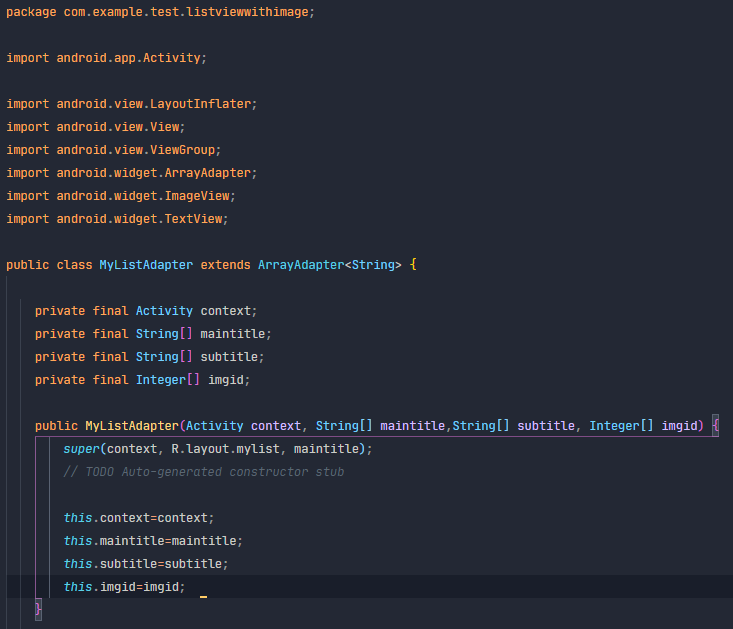 package com.example.test.listviewwithimage;
import android.app.Activity;
import android.view.LayoutInflater;
import android.view.View;
import android.view.ViewGroup;
import android.widget.ArrayAdapter;
import android.widget.ImageView;
import android.widget.TextView;
public class MyListAdapter extends ArrayAdapter<String> {
private final Activity context;
private final String[] maintitle;
private final String[] subtitle;
private final Integer[] imgid;
public MyListAdapter(Activity context, String[] maintitle,String[] subtitle, Integer[] imgid) {
super(context, R.layout.mylist, maintitle);
// TODO Auto-generated constructor stub
this.context=context;
this.maintitle=maintitle;
this.subtitle=subtitle;
this.imgid=imgid;
}